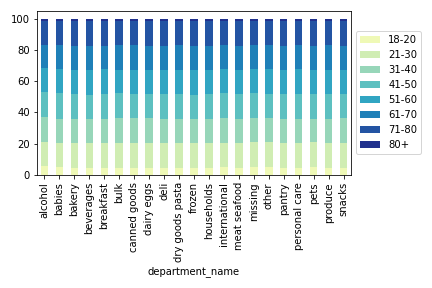 100
80
60
40
20
0
18-20
21-30
31-40
41-50
51-60
61-70
71-80
80+
alcohol
babies
bakery
beverages
breakfast
bulk
canned goods
dairy eggs
deli
dry goods pasta
frozen
households
international
meat seafood
missing
other
pantry
personal care
pets
produce
snacks
department_name